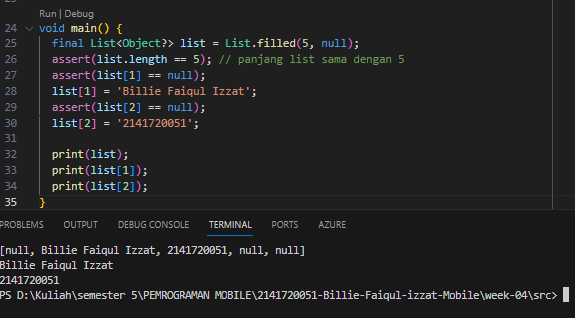 Run | Debug
24 void main() {
25 final List<Object?> list = List.filled(5, null);
26 assert(list.length == 5); // panjang list sama dengan 5
27 assert(list[1] == null);
28 list[1] = 'Billie Faiqul Izzat';
29 assert(list[2] == null);
30 list[2] = '2141720051';
31
32 print(list);
33 print(list[1]);
34 print(list[2]);
35 }
PROBLEMS OUTPUT DEBUG CONSOLE TERMINAL PORTS AZURE
[null, Billie Faiqul Izzat, 2141720051, null, null]
Billie Faiqul Izzat
2141720051
PS D:\Kuliah\semester 5\PEMROGRAMAN MOBILE\2141720051-Billie-Faiqul-izzat-Mobile\week-04\src>